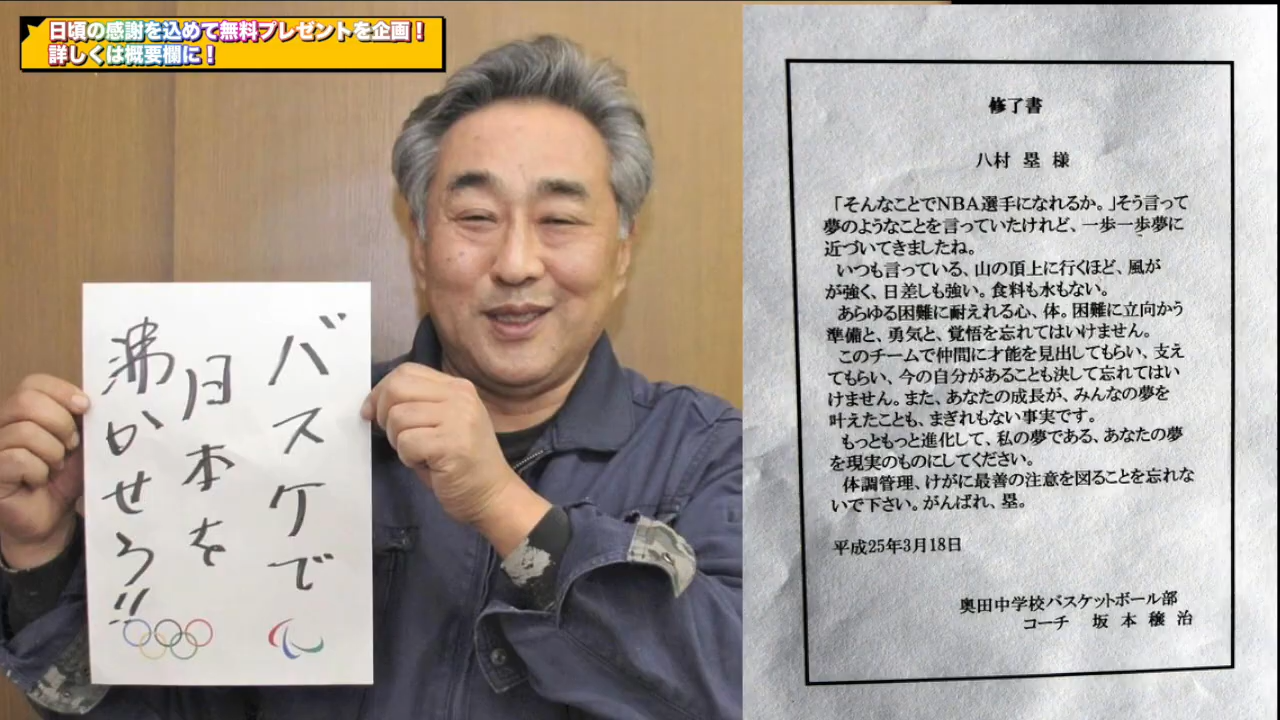 日頃の感謝を込めて無料プレゼントを企画！
詳しくは概要欄に！
バスケで
日本を
沸かせろ!!
修了書
八村 塁 様
「そんなことでNBA選手になれるか。」そう言って
夢のようなことを言っていたけれど、一歩一歩夢に
近づいてきましたね。
いつも言っている、山の頂上に行くほど、風が
が強く、日差しも強い。食料も水もない。
あらゆる困難に耐えれる心、体。困難に立向かう
準備と、勇気と、覚悟を忘れてはいけません。
このチームで仲間に才能を見出してもらい、支え
てもらい、今の自分があることも決して忘れてはい
けません。また、あなたの成長が、みんなの夢を
叶えたことも、まぎれもない事実です。
もっともっと進化して、私の夢である、あなたの夢
を現実のものにしてください。
体調管理、けがに最善の注意を図ることを忘れな
いで下さい。がんばれ、塁。
平成25年3月18日
奥田中学校バスケットボール部
コーチ 坂本穣治